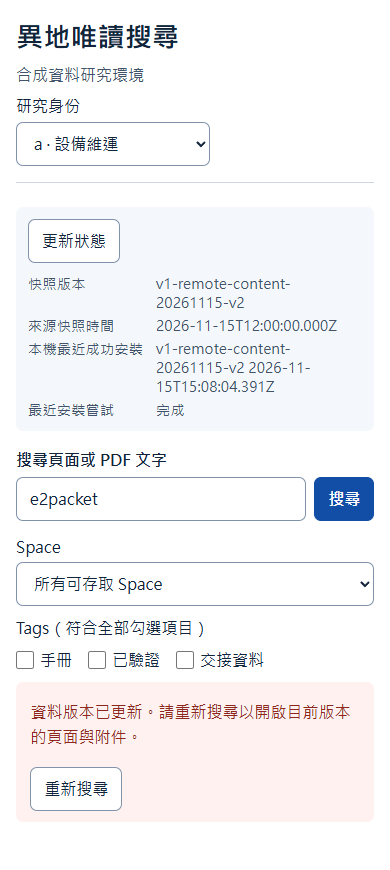 異地唯讀搜尋
合成資料研究環境
研究身份
a · 設備維運
更新狀態
快照版本 v1-remote-content-
20261115-v2
來源快照時間 2026-11-15T12:00:00.000Z
本機最近成功安裝 v1-remote-content-
20261115-v2 2026-11-
15T15:08:04.391Z
最近安裝嘗試 完成
搜尋頁面或 PDF 文字
e2packet 搜尋
Space
所有可存取 Space
Tags（符合全部勾選項目）
手冊 已驗證 交接資料
資料版本已更新。請重新搜尋以開啟目前版本
的頁面與附件。
重新搜尋